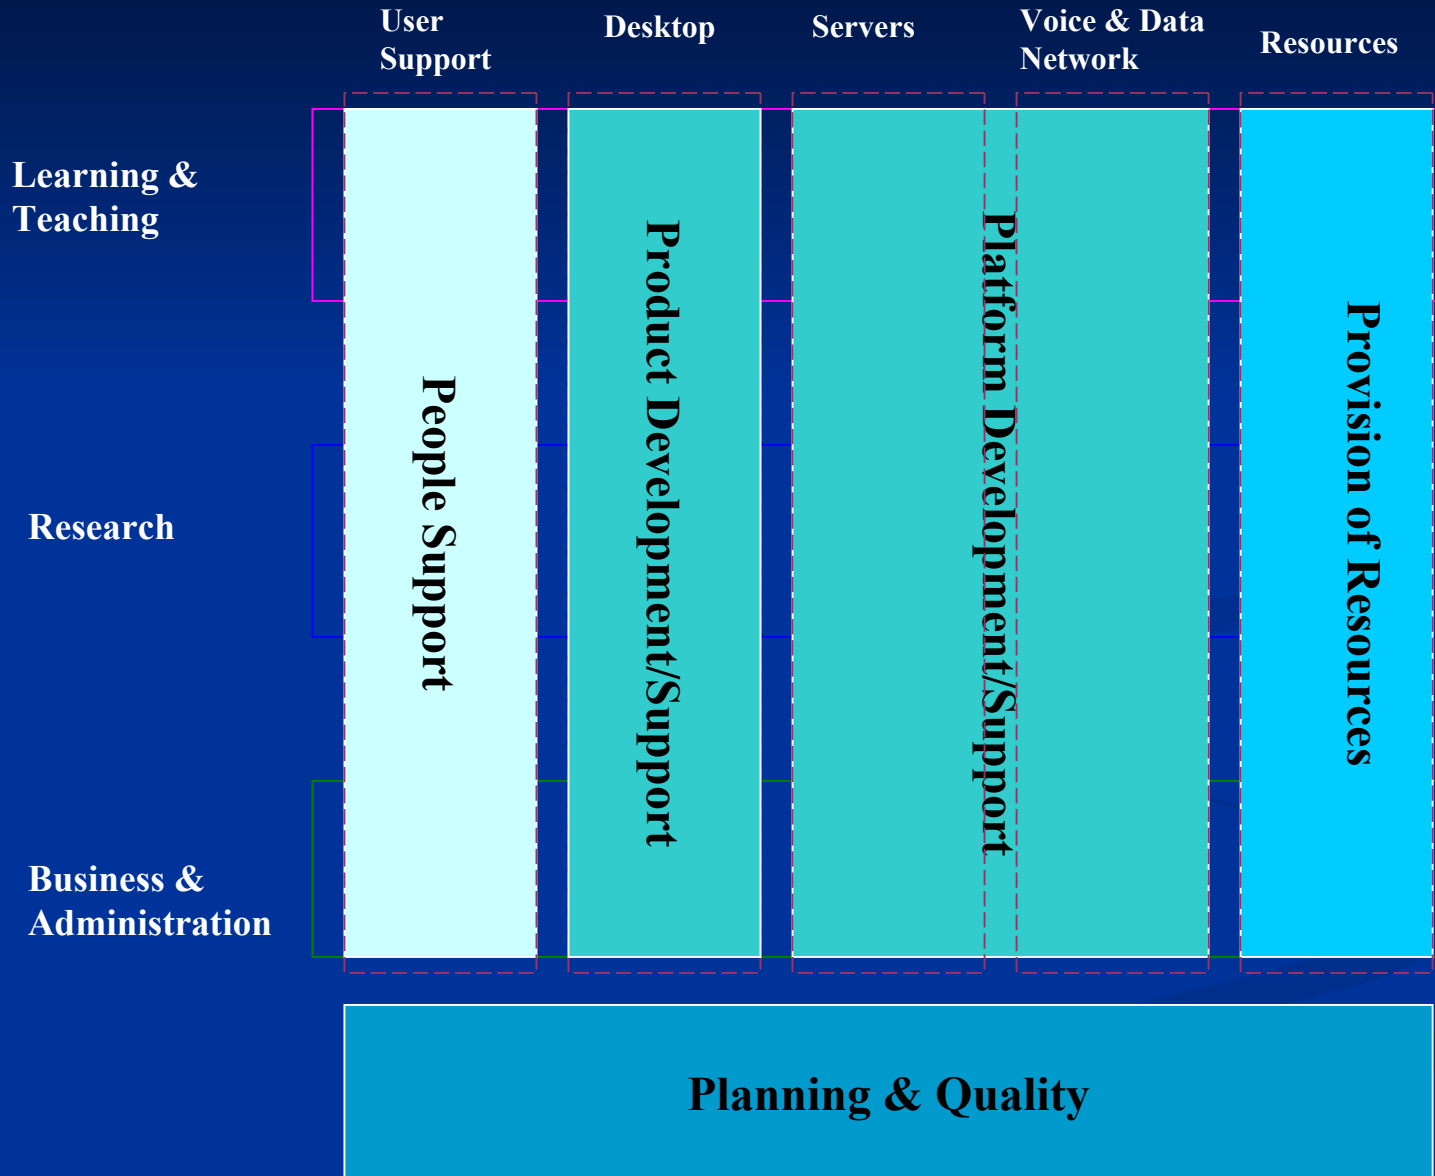 User
Support
Desktop
Servers
Voice & Data
Network
Resources
Learning &
Teaching
Research
Business &
Administration
People Support
Product Development/Support
Platform Development/Support
Provision of Resources
Planning & Quality